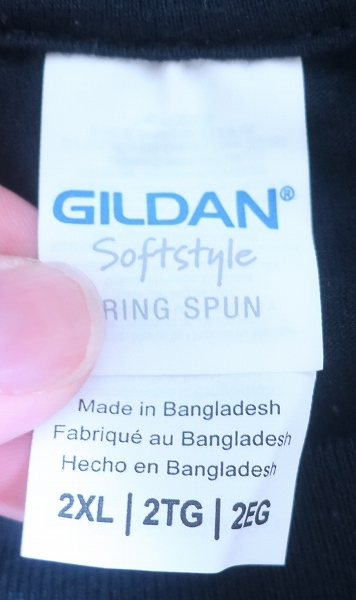 GILDAN®
Softstyle
RING SPUN
Made in Bangladesh
Fabriqué au Bangladesh
Hecho en Bangladesh
2XL | 2TG | 2EG